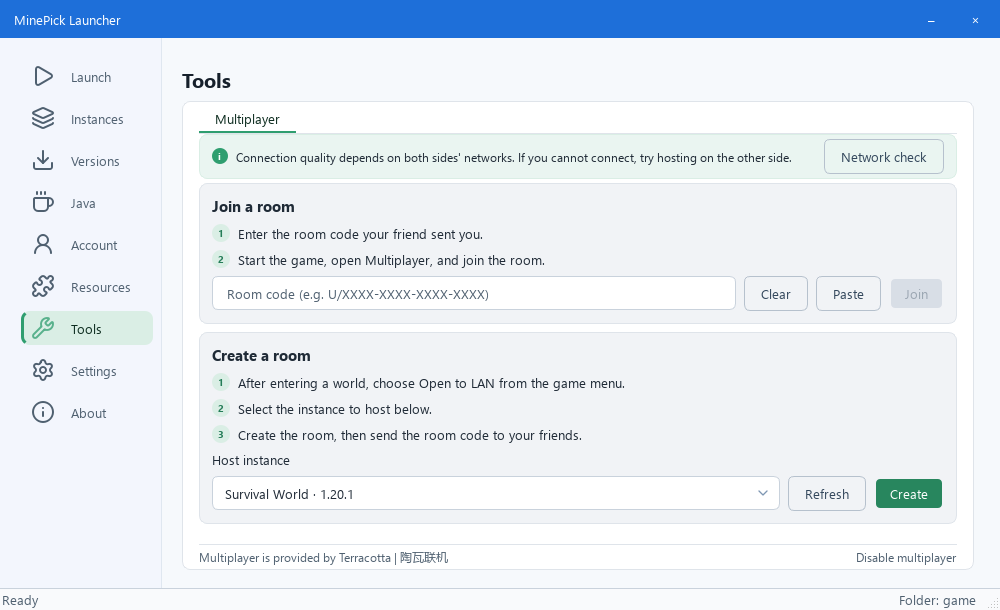 MinePick Launcher
Launch
Instances
Versions
Java
Account
Resources
Tools
Settings
About
Tools
Multiplayer
Connection quality depends on both sides' networks. If you cannot connect, try hosting on the other side.
Network check
Join a room
1 Enter the room code your friend sent you.
2 Start the game, open Multiplayer, and join the room.
Room code (e.g. U/XXXX-XXXX-XXXX-XXXX)
Clear
Paste
Join
Create a room
1 After entering a world, choose Open to LAN from the game menu.
2 Select the instance to host below.
3 Create the room, then send the room code to your friends.
Host instance
Survival World · 1.20.1
Refresh
Create
Multiplayer is provided by Terracotta | 陶瓦联机
Disable multiplayer
Ready
Folder: game